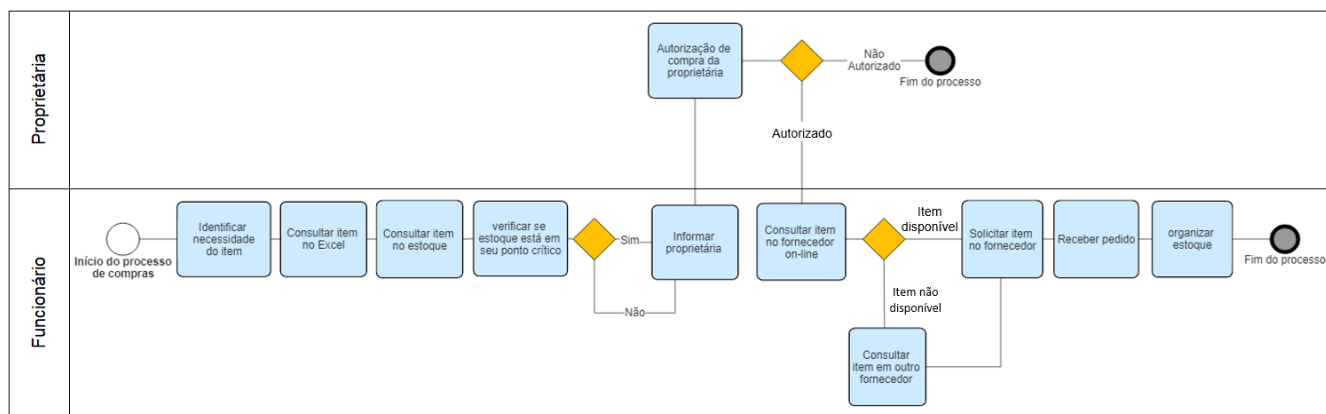 Proprietária
Autorização de
compra da
proprietária
Não
Autorizado
Fim do processo
Autorizado
Funcionário
Início do processo
de compras
Identificar
necessidade
do item
Consultar item
no Excel
Consultar item
no estoque
verificar se
estoque está em
seu ponto crítico
Sim
Não
Informar
proprietária
Consultar item
no fornecedor
on-line
Item
disponível
Item não
disponível
Consultar
item em outro
fornecedor
Solicitar item
no fornecedor
Receber pedido
organizar
estoque
Fim do processo